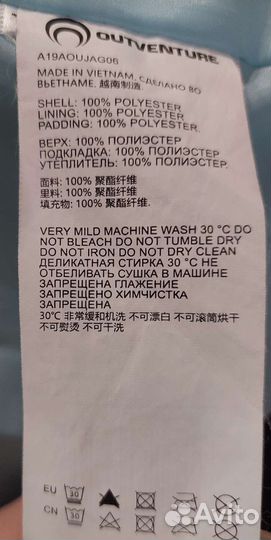 OUTVENTURE
A19AOUJAG06
MADE IN VIETNAM. СДЕЛАНО ВО
ВЬЕТНАМЕ. 越南制造.
SHELL: 100% POLYESTER
LINING: 100% POLYESTER
PADDING: 100% POLYESTER.
ВЕРХ: 100% ПОЛИЭСТЕР
ПОДКЛАДКА: 100% ПОЛИЭСТЕР
УТЕПЛИТЕЛЬ: 100% ПОЛИЭСТЕР.
面料: 100% 聚酯纤维
里料: 100% 聚酯纤维
填充物: 100% 聚酯纤维.
VERY MILD MACHINE WASH 30 °C DO
NOT BLEACH DO NOT TUMBLE DRY
DO NOT IRON DO NOT DRY CLEAN
ДЕЛИКАТНАЯ СТИРКА 30 °C НЕ
ОТБЕЛИВАТЬ СУШКА В МАШИНЕ
ЗАПРЕЩЕНА ГЛАЖЕНИЕ
ЗАПРЕЩЕНО ХИМЧИСТКА
ЗАПРЕЩЕНА
30℃ 非常缓和机洗 不可漂白 不可滚筒烘干
不可熨烫 不可干洗
EU 30
CN 30
Avito